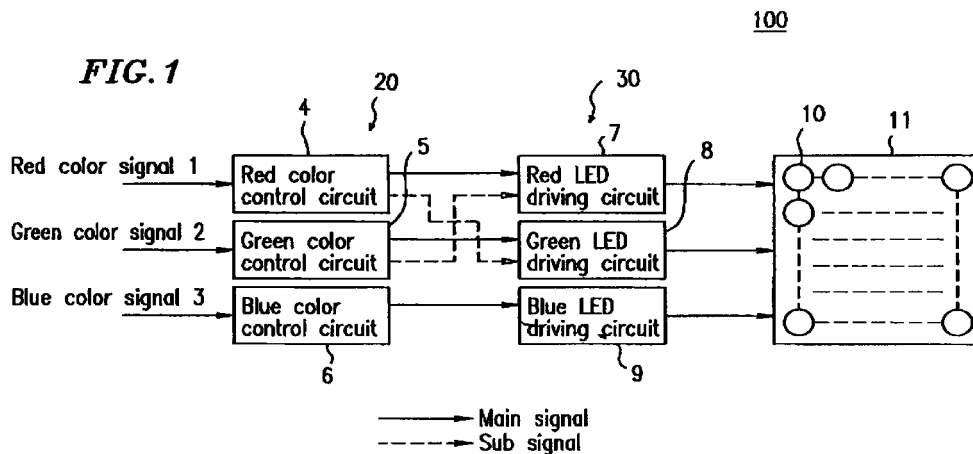 100
FIG. 1
20
30
4
5
7
8
10
11
Red color signal 1
Red color
control circuit
Red LED
driving circuit
Green color signal 2
Green color
control circuit
Green LED
driving circuit
Blue color signal 3
Blue color
control circuit
Blue LED
driving circuit
6
9
Main signal
Sub signal